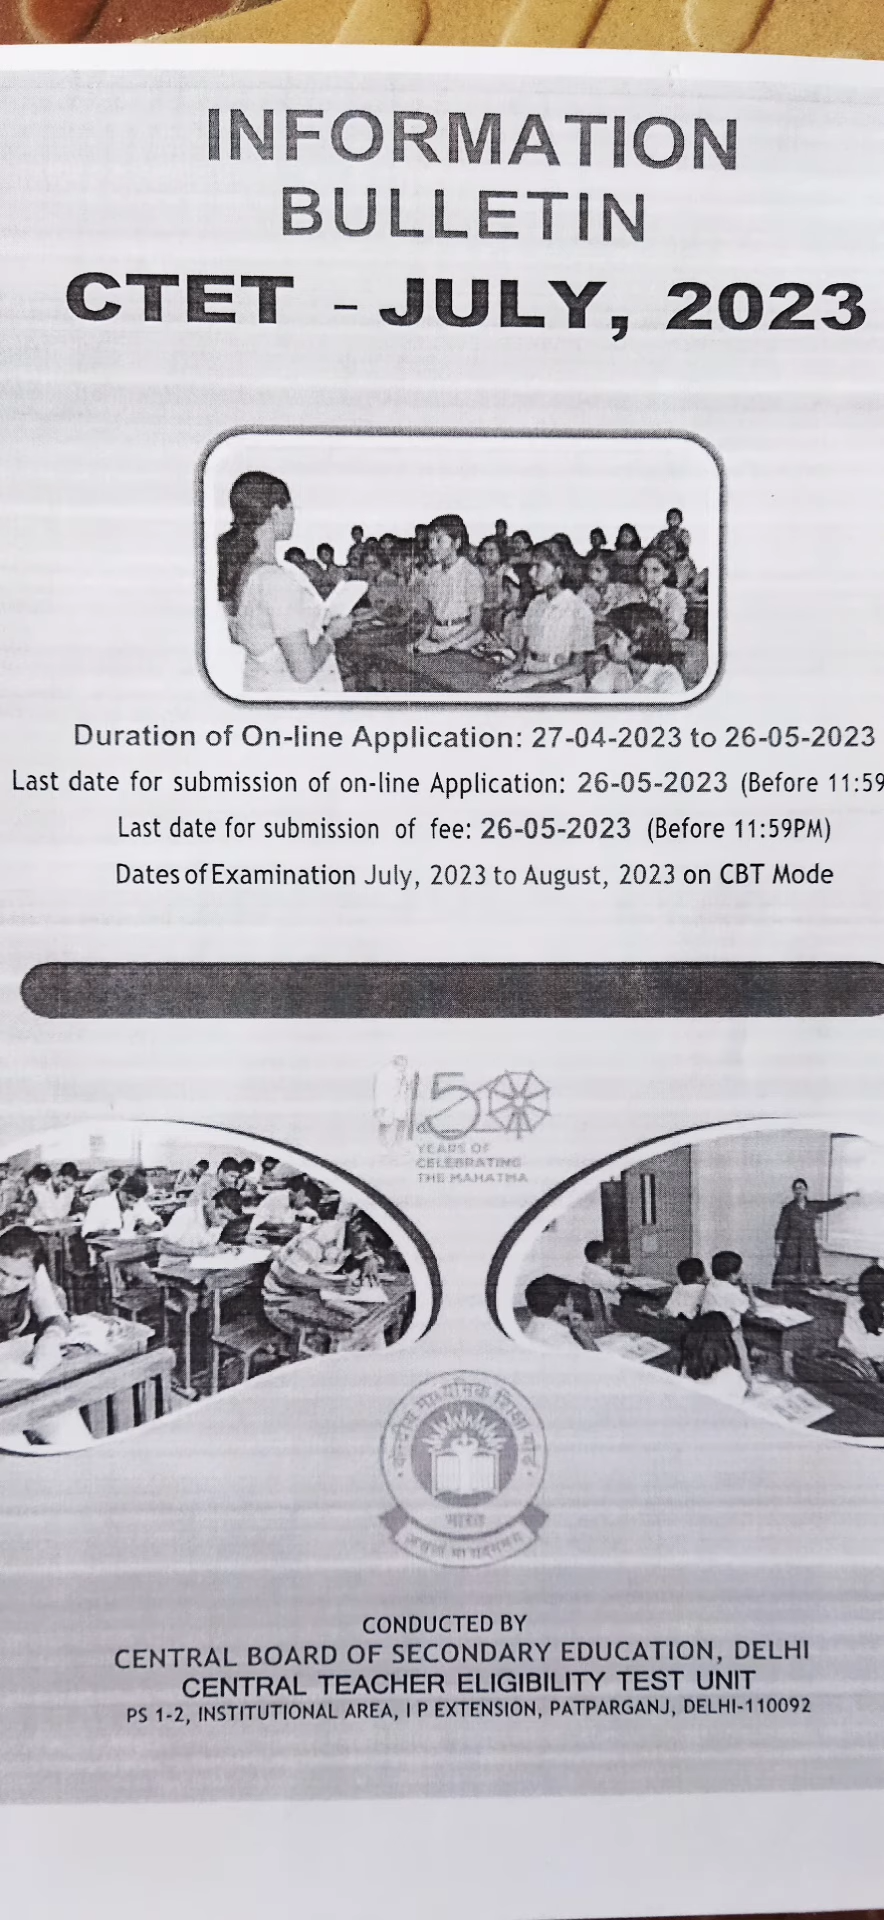 INFORMATION
BULLETIN
CTET - JULY, 2023
Duration of On-line Application: 27-04-2023 to 26-05-2023
Last date for submission of on-line Application: 26-05-2023 (Before 11:59
Last date for submission of fee: 26-05-2023 (Before 11:59PM)
Dates of Examination July, 2023 to August, 2023 on CBT Mode
150
YEARS OF
CELEBRATING
THE MAHATMA
केन्द्रीय माध्यमिक शिक्षा बोर्ड
भारत
CONDUCTED BY
CENTRAL BOARD OF SECONDARY EDUCATION, DELHI
CENTRAL TEACHER ELIGIBILITY TEST UNIT
PS 1-2, INSTITUTIONAL AREA, I P EXTENSION, PATPARGANJ, DELHI-110092